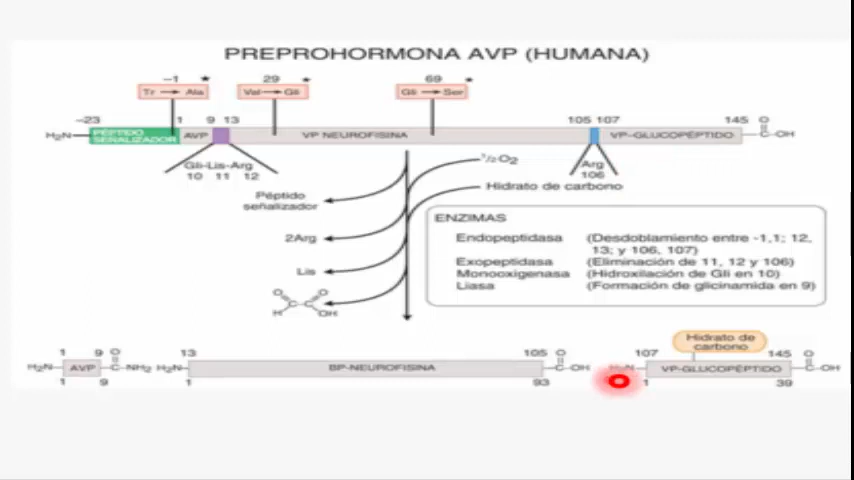 PREPROHORMONA AVP (HUMANA)
–1 ★ 29 ★ 69 ★
Tr → Ala Val → Gli Gli → Ser
–23 1 9 13 105 107 145 O
H₂N– PÉPTIDO SEÑALIZADOR AVP VP NEUROFISINA VP–GLUCOPÉPTIDO C–OH
Gli-Lis-Arg
10 11 12
Arg
106
1/2 O2
Hidrato de carbono
Péptido
señalizador
2Arg
Lis
O O
C–C
H OH
ENZIMAS
Endopeptidasa (Desdoblamiento entre -1,1; 12,
13; y 106, 107)
Exopeptidasa (Eliminación de 11, 12 y 106)
Monooxigenasa (Hidroxilación de Gli en 10)
Liasa (Formación de glicinamida en 9)
Hidrato de
carbono
1 9 O 13 105 O 107 145 O
H₂N– AVP –C–NH₂ H₂N– BP-NEUROFISINA –C–OH VP-GLUCOPÉPTIDO –C–OH
1 9 1 93 1 39